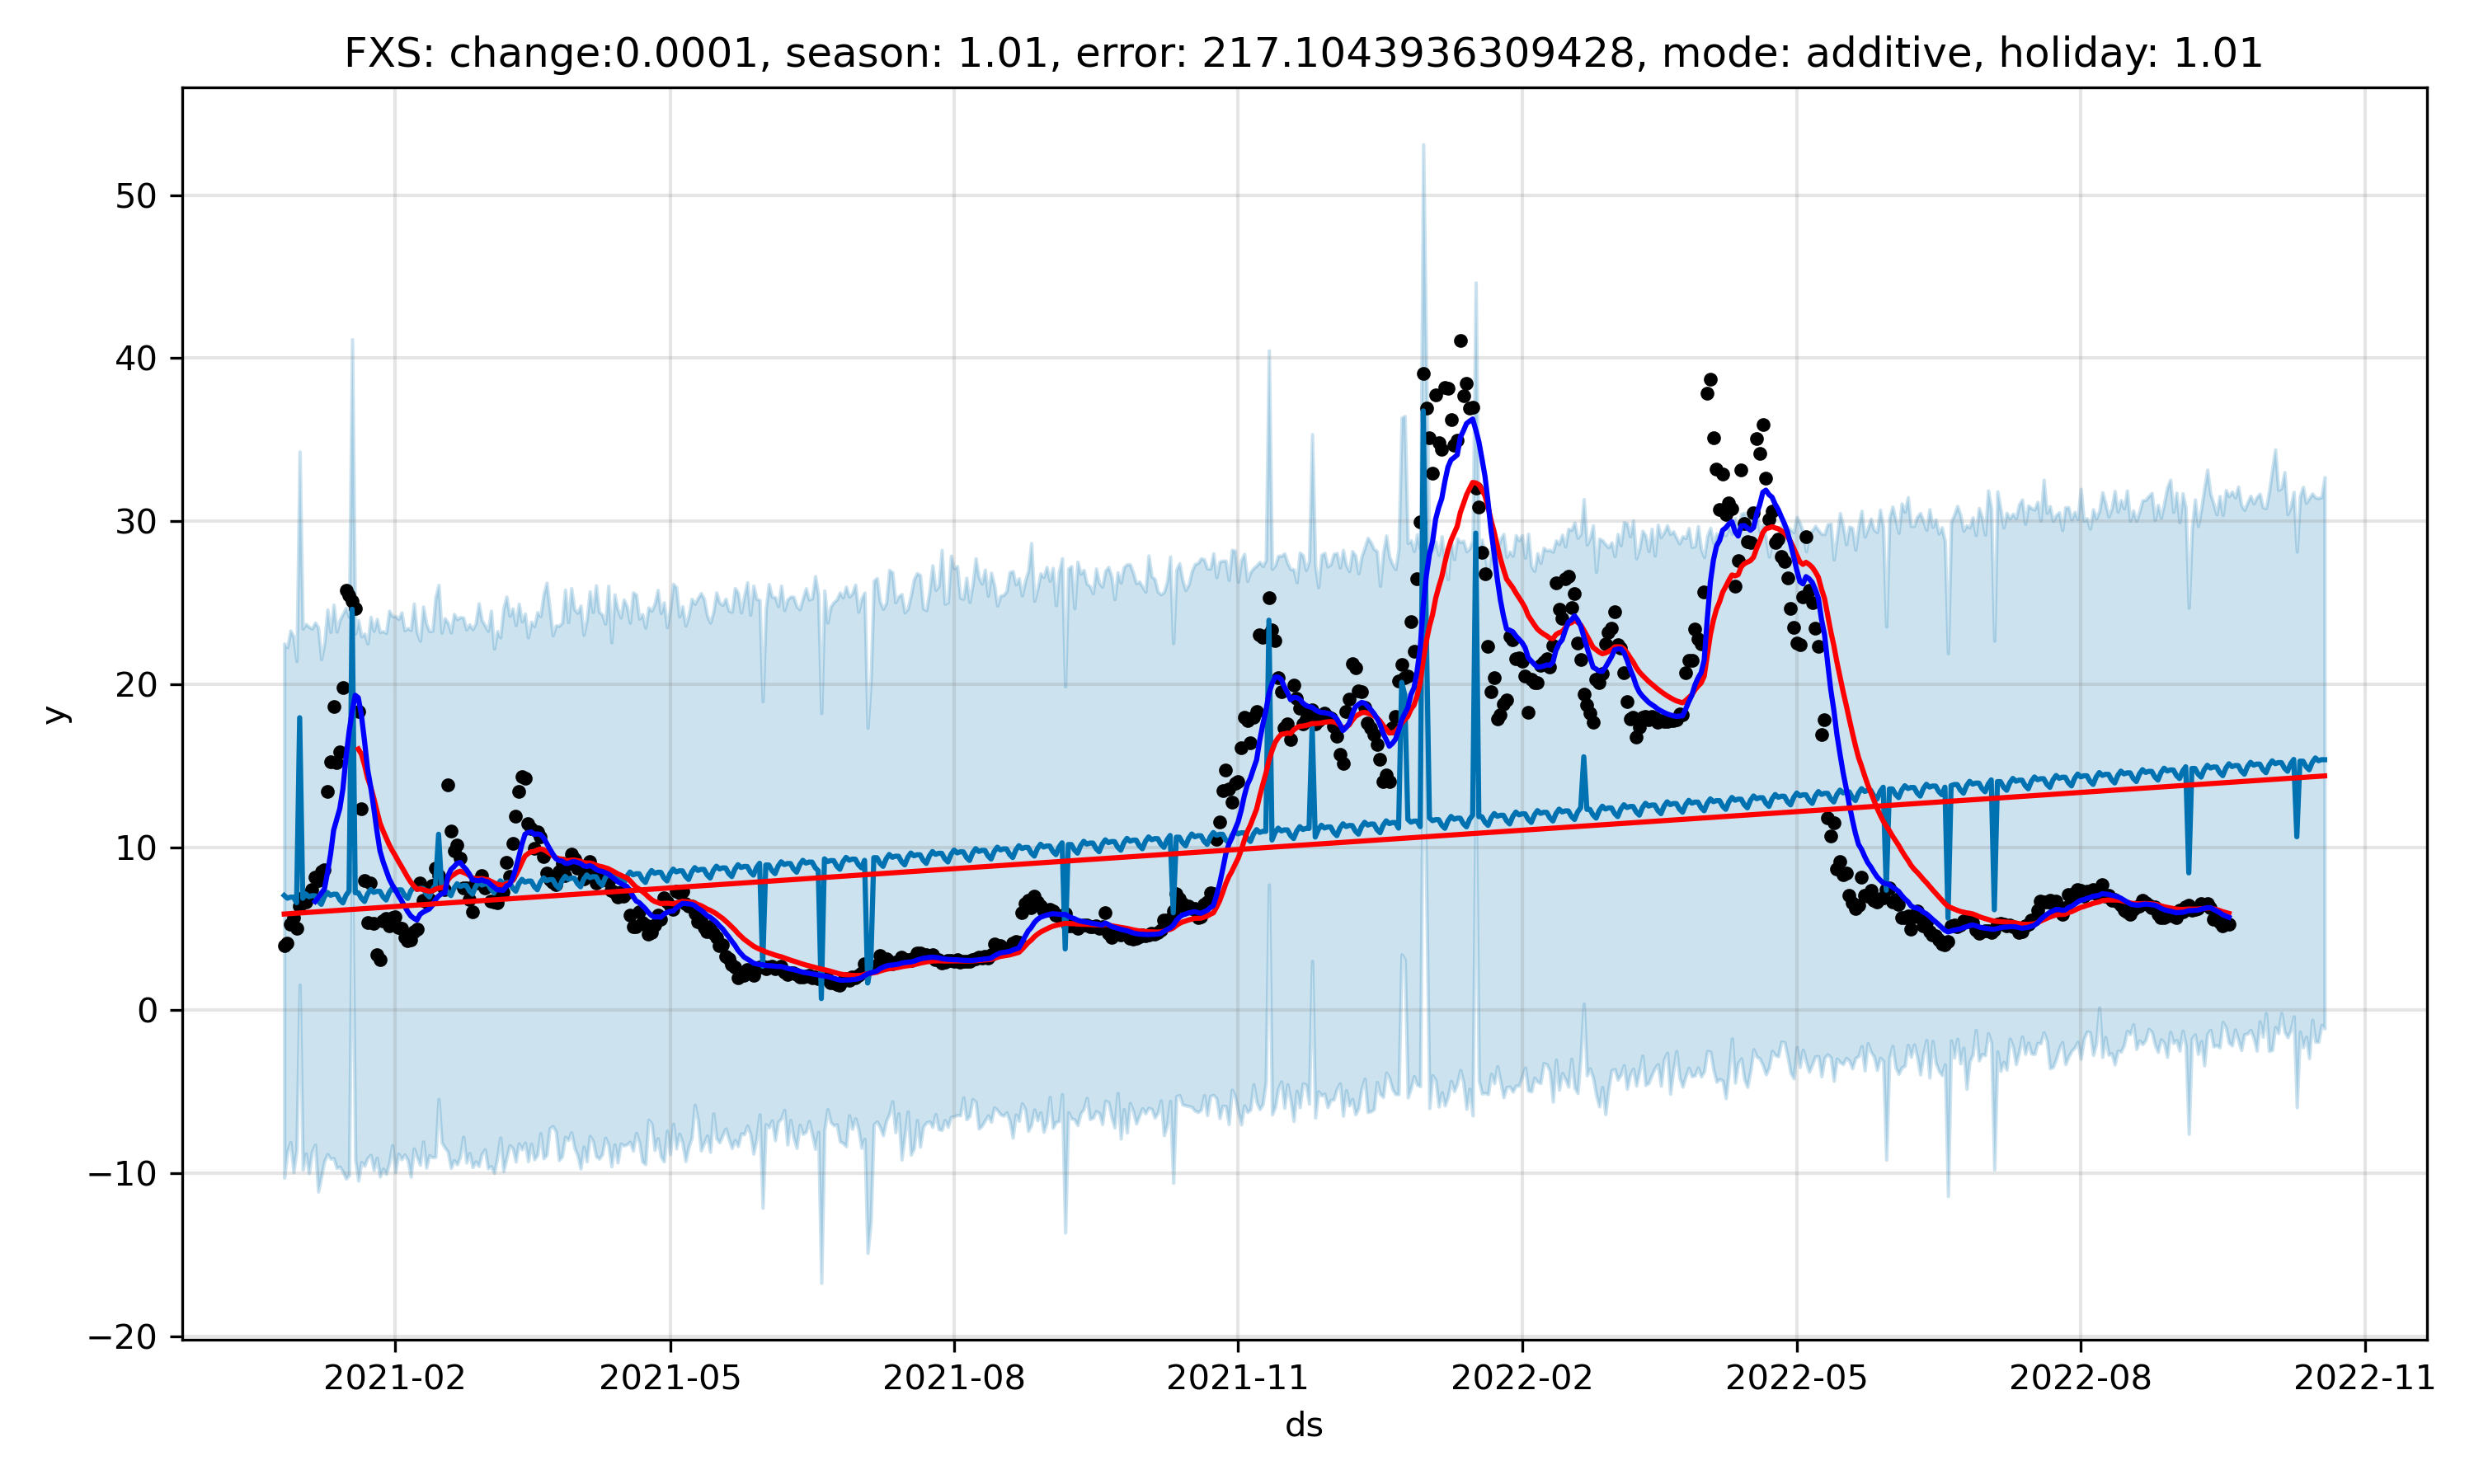 FXS: change:0.0001, season: 1.01, error: 217.1043936309428, mode: additive, holiday: 1.01
y
50
40
30
20
10
0
−10
−20
2021-02 2021-05 2021-08 2021-11 2022-02 2022-05 2022-08 2022-11
ds